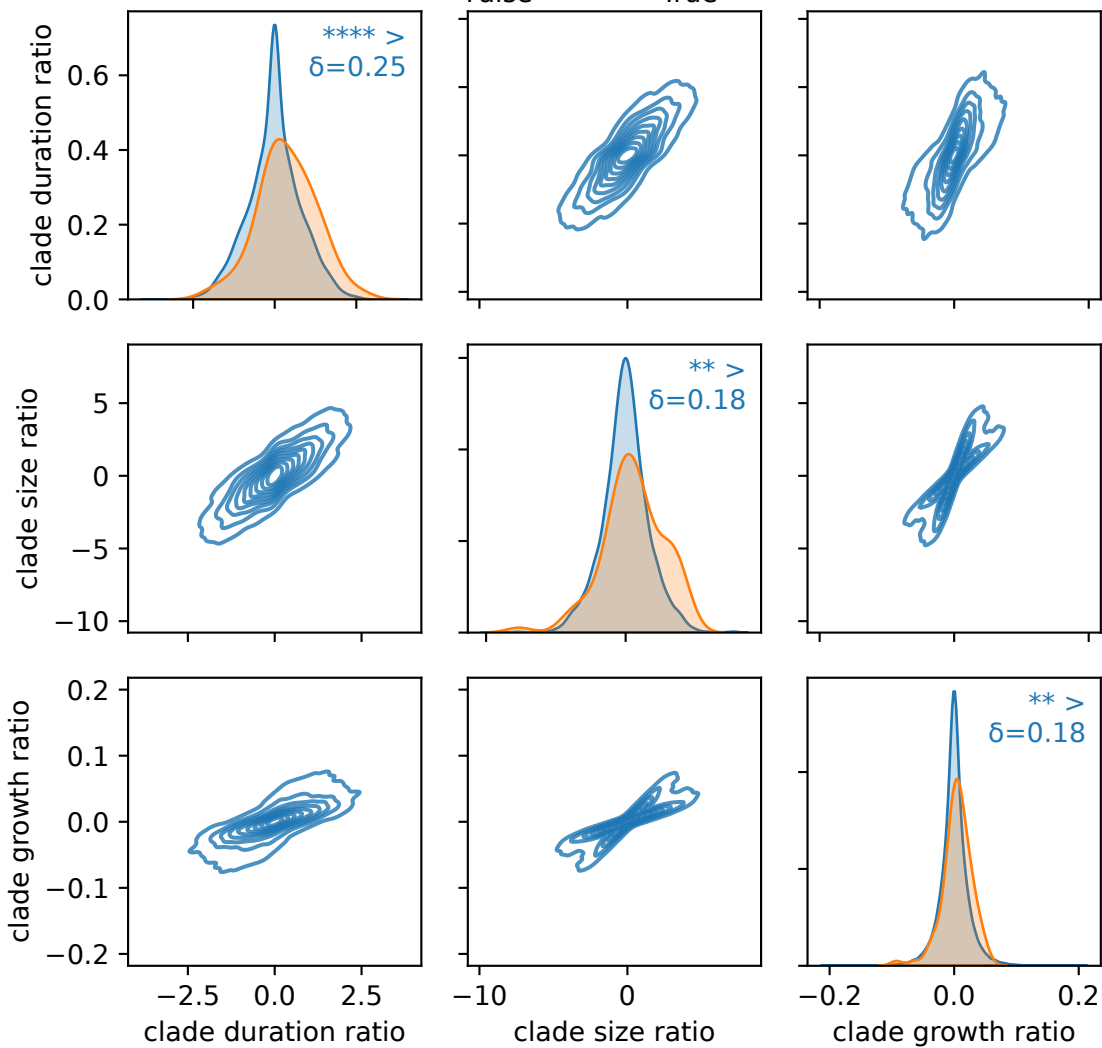 True
clade duration ratio
0.6
0.4
0.2
0.0
**** >
δ=0.25
clade size ratio
5
0
−5
−10
** >
δ=0.18
clade growth ratio
0.2
0.1
0.0
−0.1
−0.2
** >
δ=0.18
−2.5
0.0
2.5
−10
0
−0.2
0.0
0.2
clade duration ratio
clade size ratio
clade growth ratio